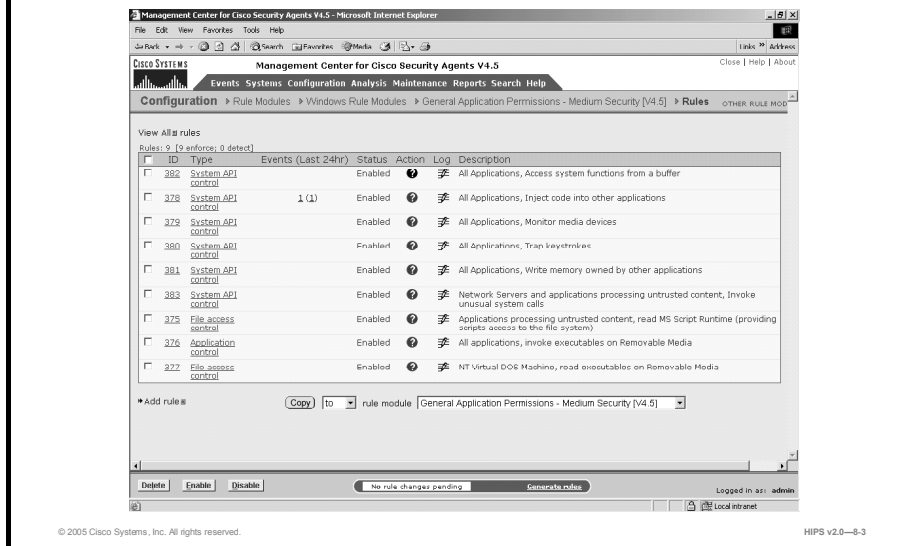 Management Center for Cisco Security Agents V4.5 - Microsoft Internet Explorer
File Edit View Favorites Tools Help
Back Search Favorites Media Links » Address
CISCO SYSTEMS Management Center for Cisco Security Agents V4.5 Close | Help | About
Events Systems Configuration Analysis Maintenance Reports Search Help
Configuration Rule Modules Windows Rule Modules General Application Permissions - Medium Security [V4.5] Rules OTHER RULE MOD
View All rules
Rules: 9 [9 enforce; 0 detect]
ID Type Events (Last 24hr) Status Action Log Description
382 System API control Enabled All Applications, Access system functions from a buffer
378 System API control 1 (1) Enabled All Applications, Inject code into other applications
379 System API control Enabled All Applications, Monitor media devices
380 System API control Enabled All Applications, Trap keystrokes
381 System API control Enabled All Applications, Write memory owned by other applications
383 System API control Enabled Network Servers and applications processing untrusted content, Invoke
unusual system calls
375 File access control Enabled Applications processing untrusted content, read MS Script Runtime (providing
scripts access to the file system)
376 Application control Enabled All applications, invoke executables on Removable Media
377 File access control Enabled NT Virtual DOS Machine, read executables on Removable Media
Add rule Copy to rule module General Application Permissions - Medium Security [V4.5]
Delete Enable Disable No rule changes pending Generate rules Logged in as: admin
Local intranet
© 2005 Cisco Systems, Inc. All rights reserved. HIPS v2.0—8-3